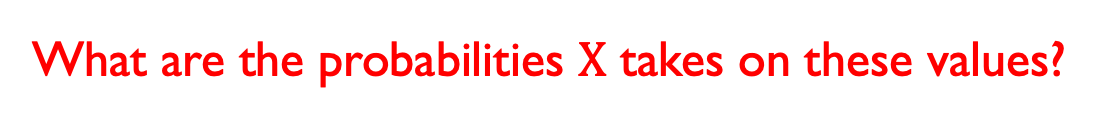 What are the probabilities X takes on these values?